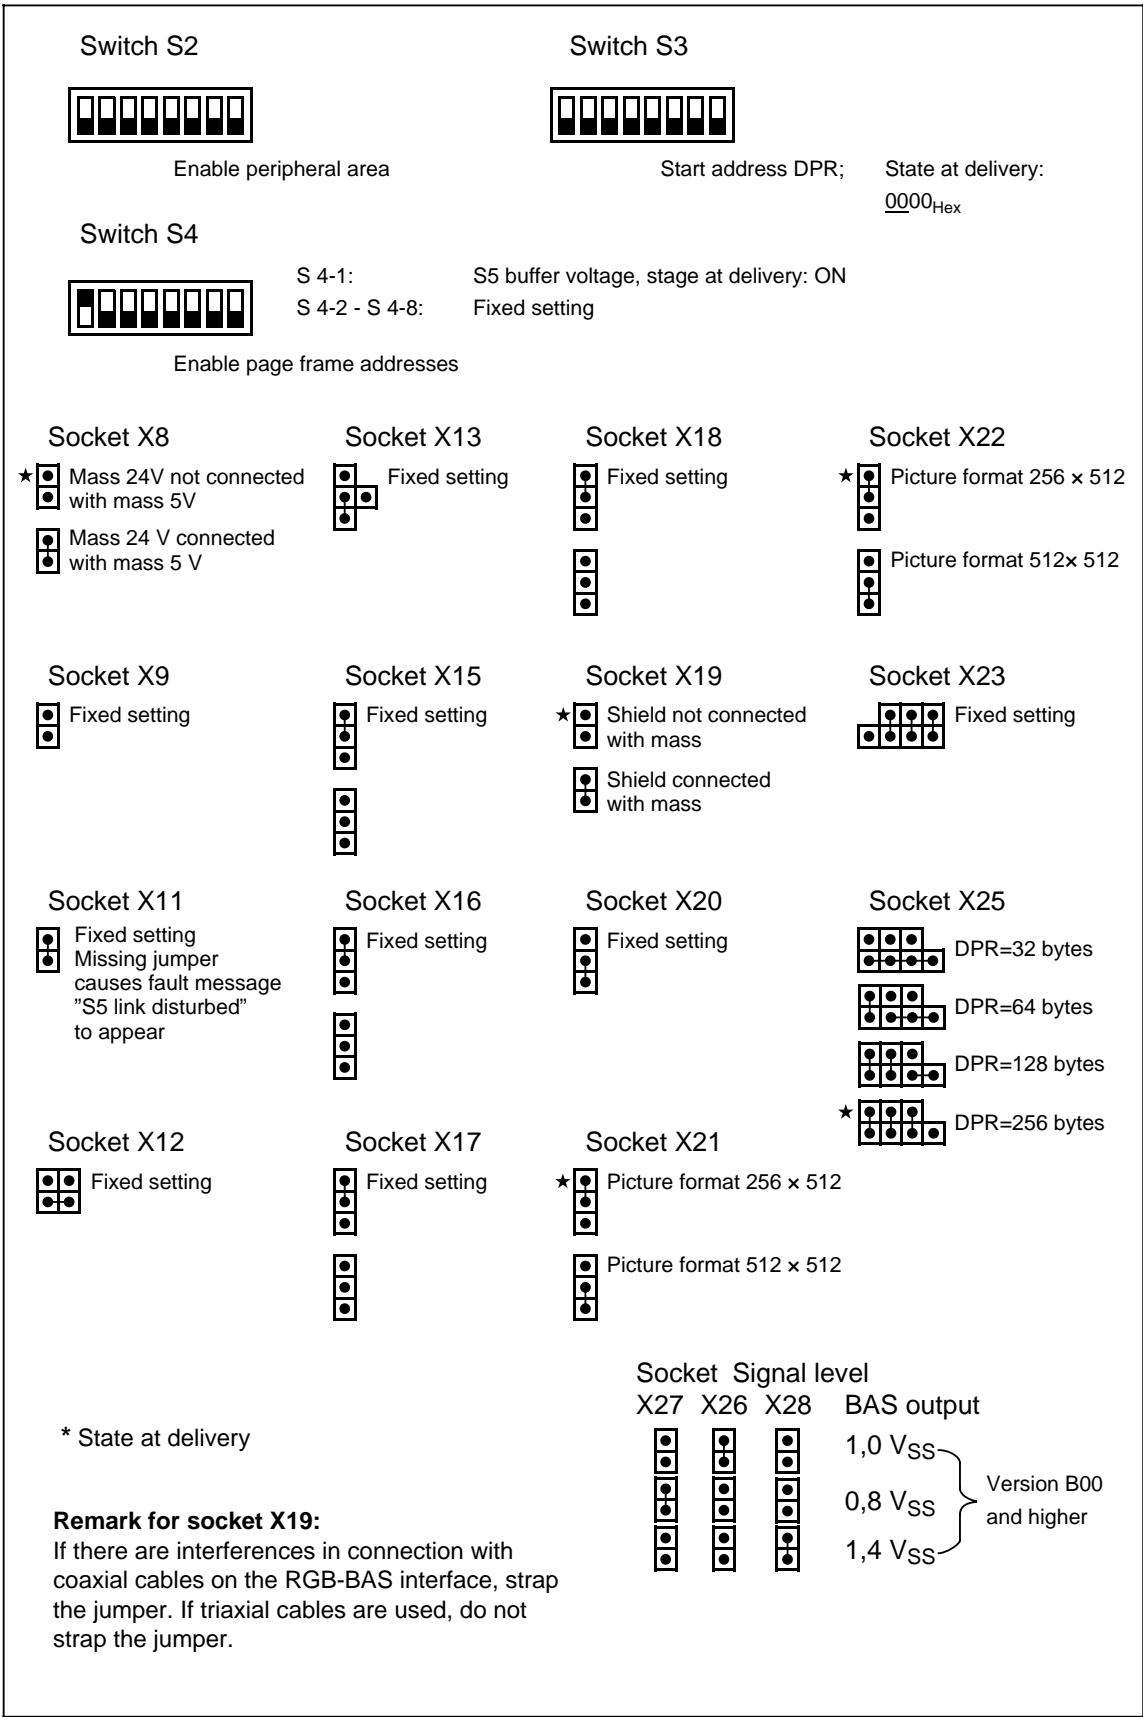 Switch S2
Switch S3
Enable peripheral area
Start address DPR;
State at delivery:
0000Hex
Switch S4
S 4-1:
S5 buffer voltage, stage at delivery: ON
S 4-2 - S 4-8:
Fixed setting
Enable page frame addresses
Socket X8
★
Mass 24V not connected
with mass 5V
Mass 24 V connected
with mass 5 V
Socket X13
Fixed setting
Socket X18
Fixed setting
Socket X22
★
Picture format 256 × 512
Picture format 512× 512
Socket X9
Fixed setting
Socket X15
Fixed setting
Socket X19
★
Shield not connected
with mass
Shield connected
with mass
Socket X23
Fixed setting
Socket X11
Fixed setting
Missing jumper
causes fault message
”S5 link disturbed”
to appear
Socket X16
Fixed setting
Socket X20
Fixed setting
Socket X25
DPR=32 bytes
DPR=64 bytes
DPR=128 bytes
★
DPR=256 bytes
Socket X12
Fixed setting
Socket X17
Fixed setting
Socket X21
★
Picture format 256 × 512
Picture format 512 × 512
Socket Signal level
X27 X26 X28 BAS output
1,0 VSS
0,8 VSS
1,4 VSS
Version B00
and higher
* State at delivery
Remark for socket X19:
If there are interferences in connection with
coaxial cables on the RGB-BAS interface, strap
the jumper. If triaxial cables are used, do not
strap the jumper.